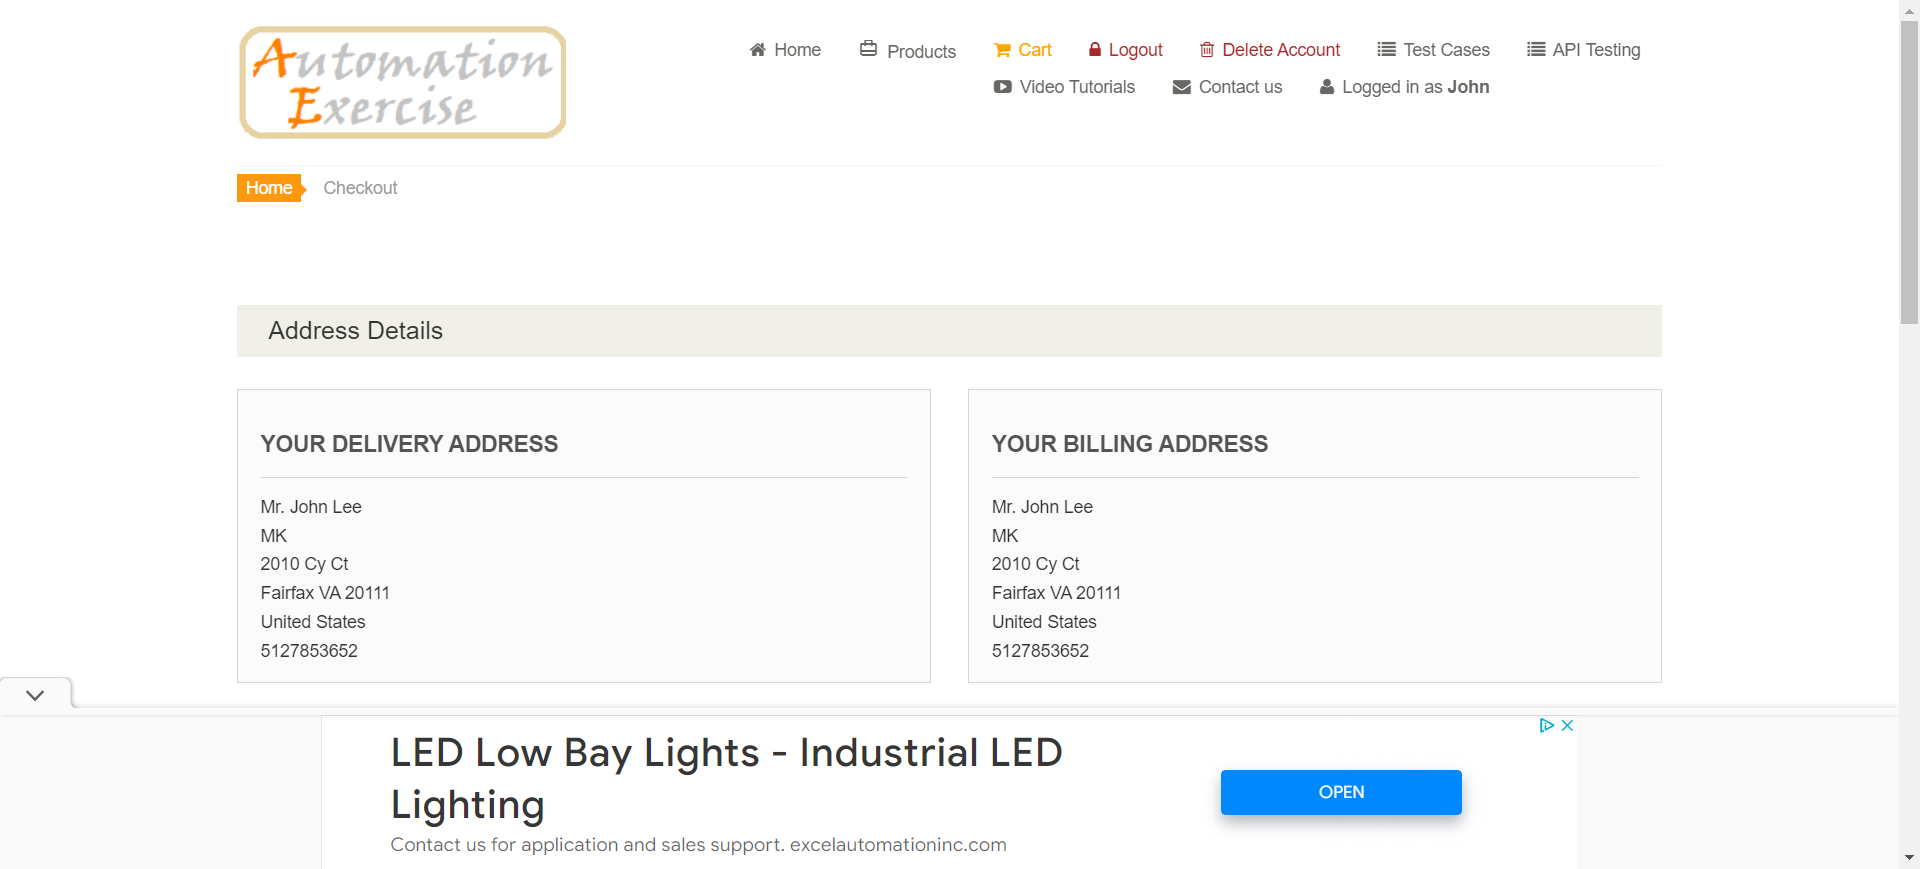 Automation
Exercise
Home
Products
Cart
Logout
Delete Account
Test Cases
API Testing
Video Tutorials
Contact us
Logged in as John
Home
Checkout
Address Details
YOUR DELIVERY ADDRESS
Mr. John Lee
MK
2010 Cy Ct
Fairfax VA 20111
United States
5127853652
YOUR BILLING ADDRESS
Mr. John Lee
MK
2010 Cy Ct
Fairfax VA 20111
United States
5127853652
LED Low Bay Lights - Industrial LED
Lighting
Contact us for application and sales support. excelautomationinc.com
OPEN